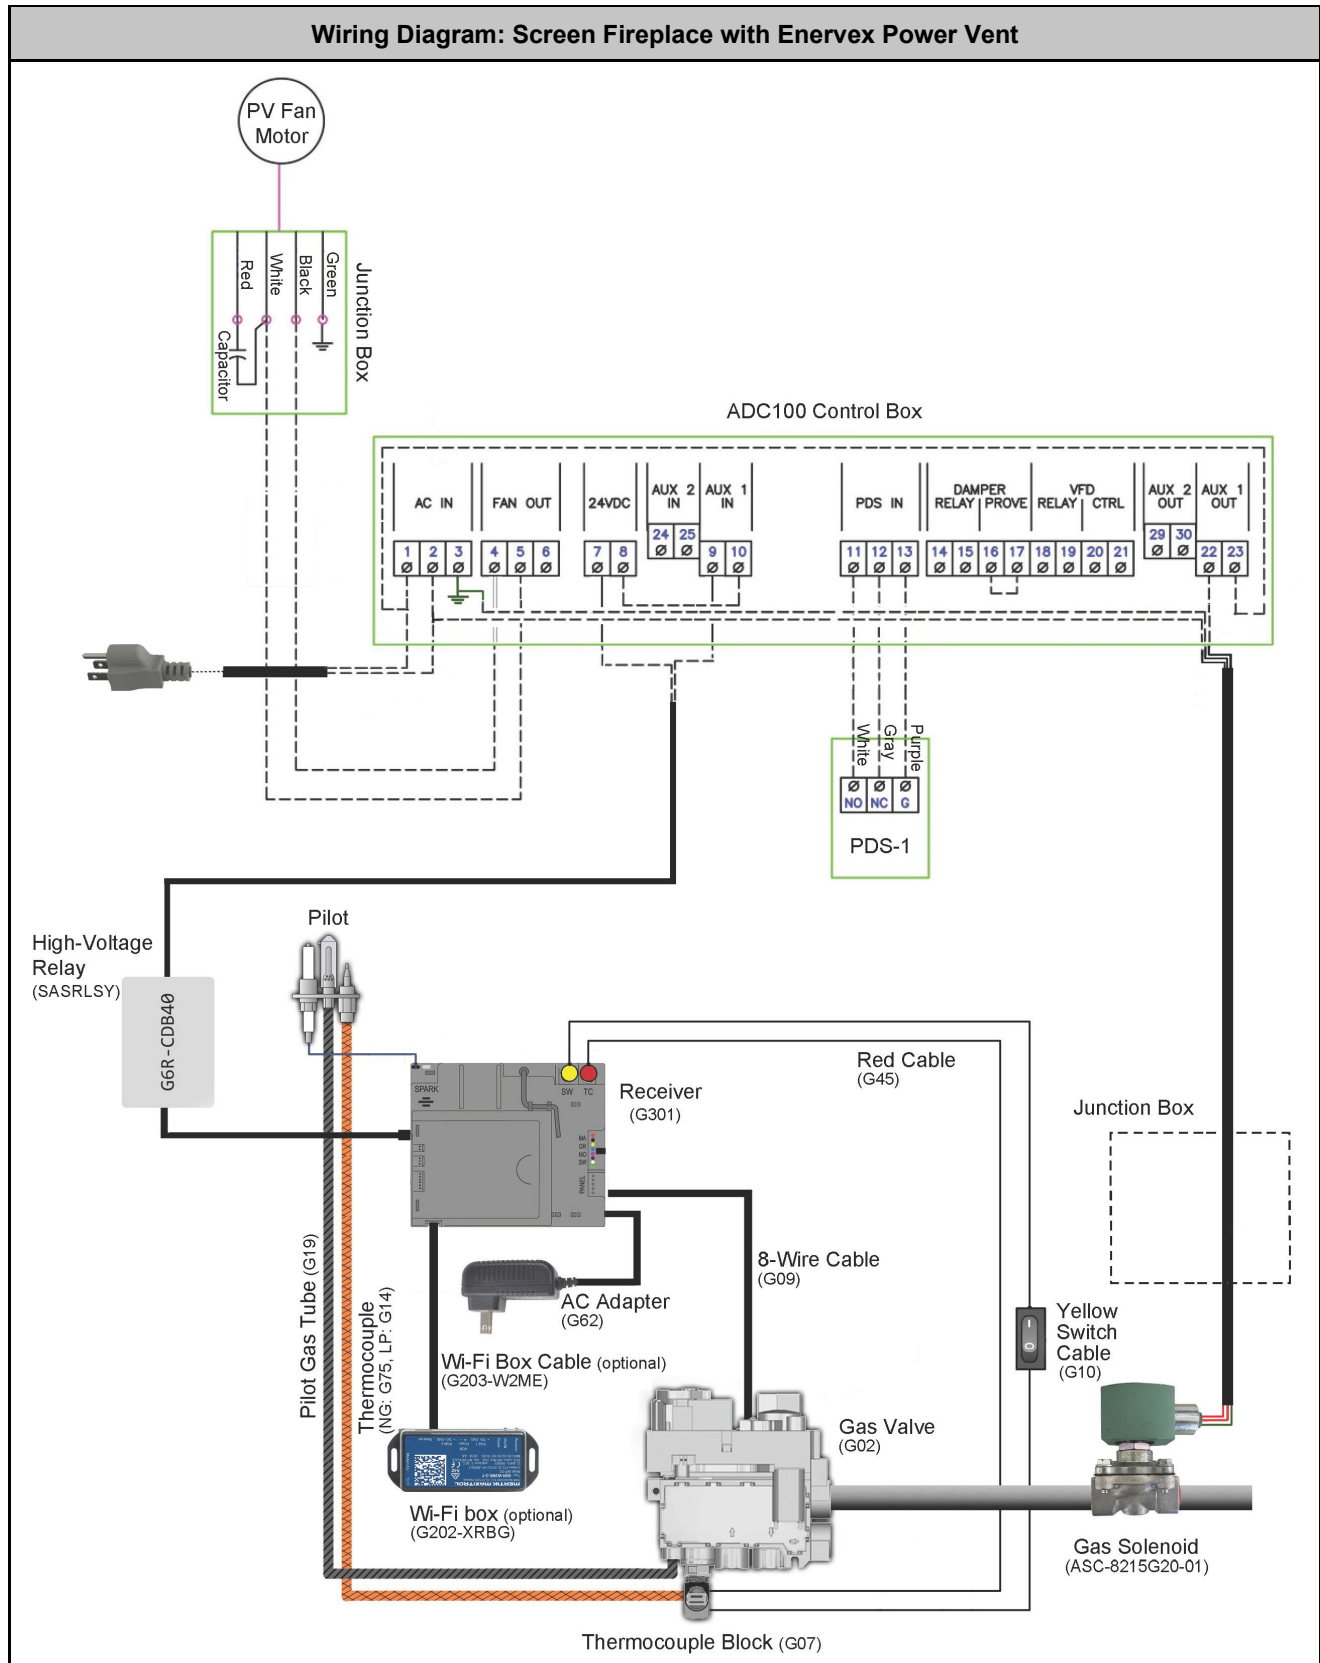 Wiring Diagram: Screen Fireplace with Enervex Power Vent
PV Fan
Motor
Red
White
Black
Green
Capacitor
Junction Box
ADC100 Control Box
AC IN
FAN OUT
24VDC
AUX 2
IN
AUX 1
IN
PDS IN
DAMPER
RELAY
PROVE
VFD
RELAY
CTRL
AUX 2
OUT
AUX 1
OUT
1 2 3
4 5 6
7 8
24 25
9 10
11 12 13
14 15 16 17 18 19 20 21
29 30
22 23
White
Gray
Purple
NO NC G
PDS-1
High-Voltage
Relay
(SASRLSY)
G6R-CDB40
Pilot
SPARK
SW TC
MA
GR
MO
SW
PANEL
Receiver
(G301)
Red Cable
(G45)
Junction Box
8-Wire Cable
(G09)
AC Adapter
(G62)
Pilot Gas Tube (G19)
Thermocouple
(NG: G75, LP: G14)
Wi-Fi Box Cable (optional)
(G203-W2ME)
Yellow
Switch
Cable
(G10)
MERTIK MAXITROL
Wi-Fi box (optional)
(G202-XRBG)
Gas Valve
(G02)
Gas Solenoid
(ASC-8215G20-01)
Thermocouple Block (G07)